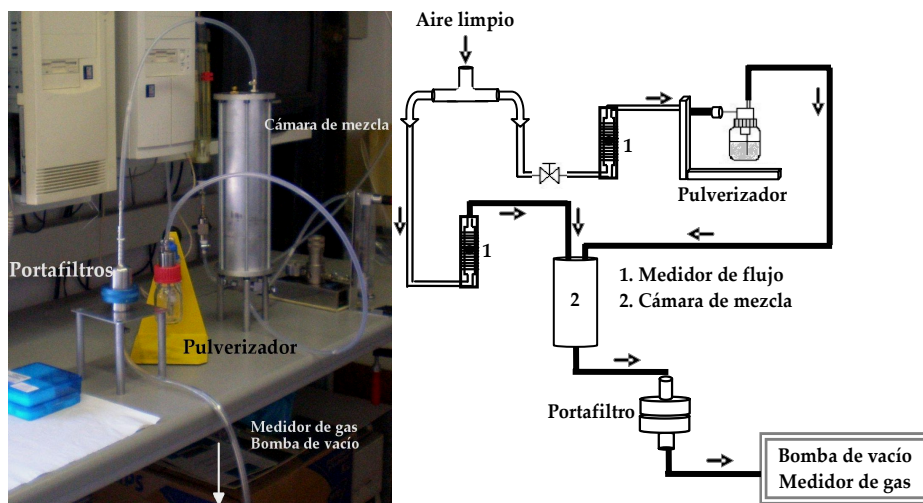 Cámara de mezcla
Portafiltros
Pulverizador
Medidor de gas
Bomba de vacío
Aire limpio
1
Pulverizador
1
1. Medidor de flujo
2. Cámara de mezcla
2
Portafiltro
Bomba de vacío
Medidor de gas